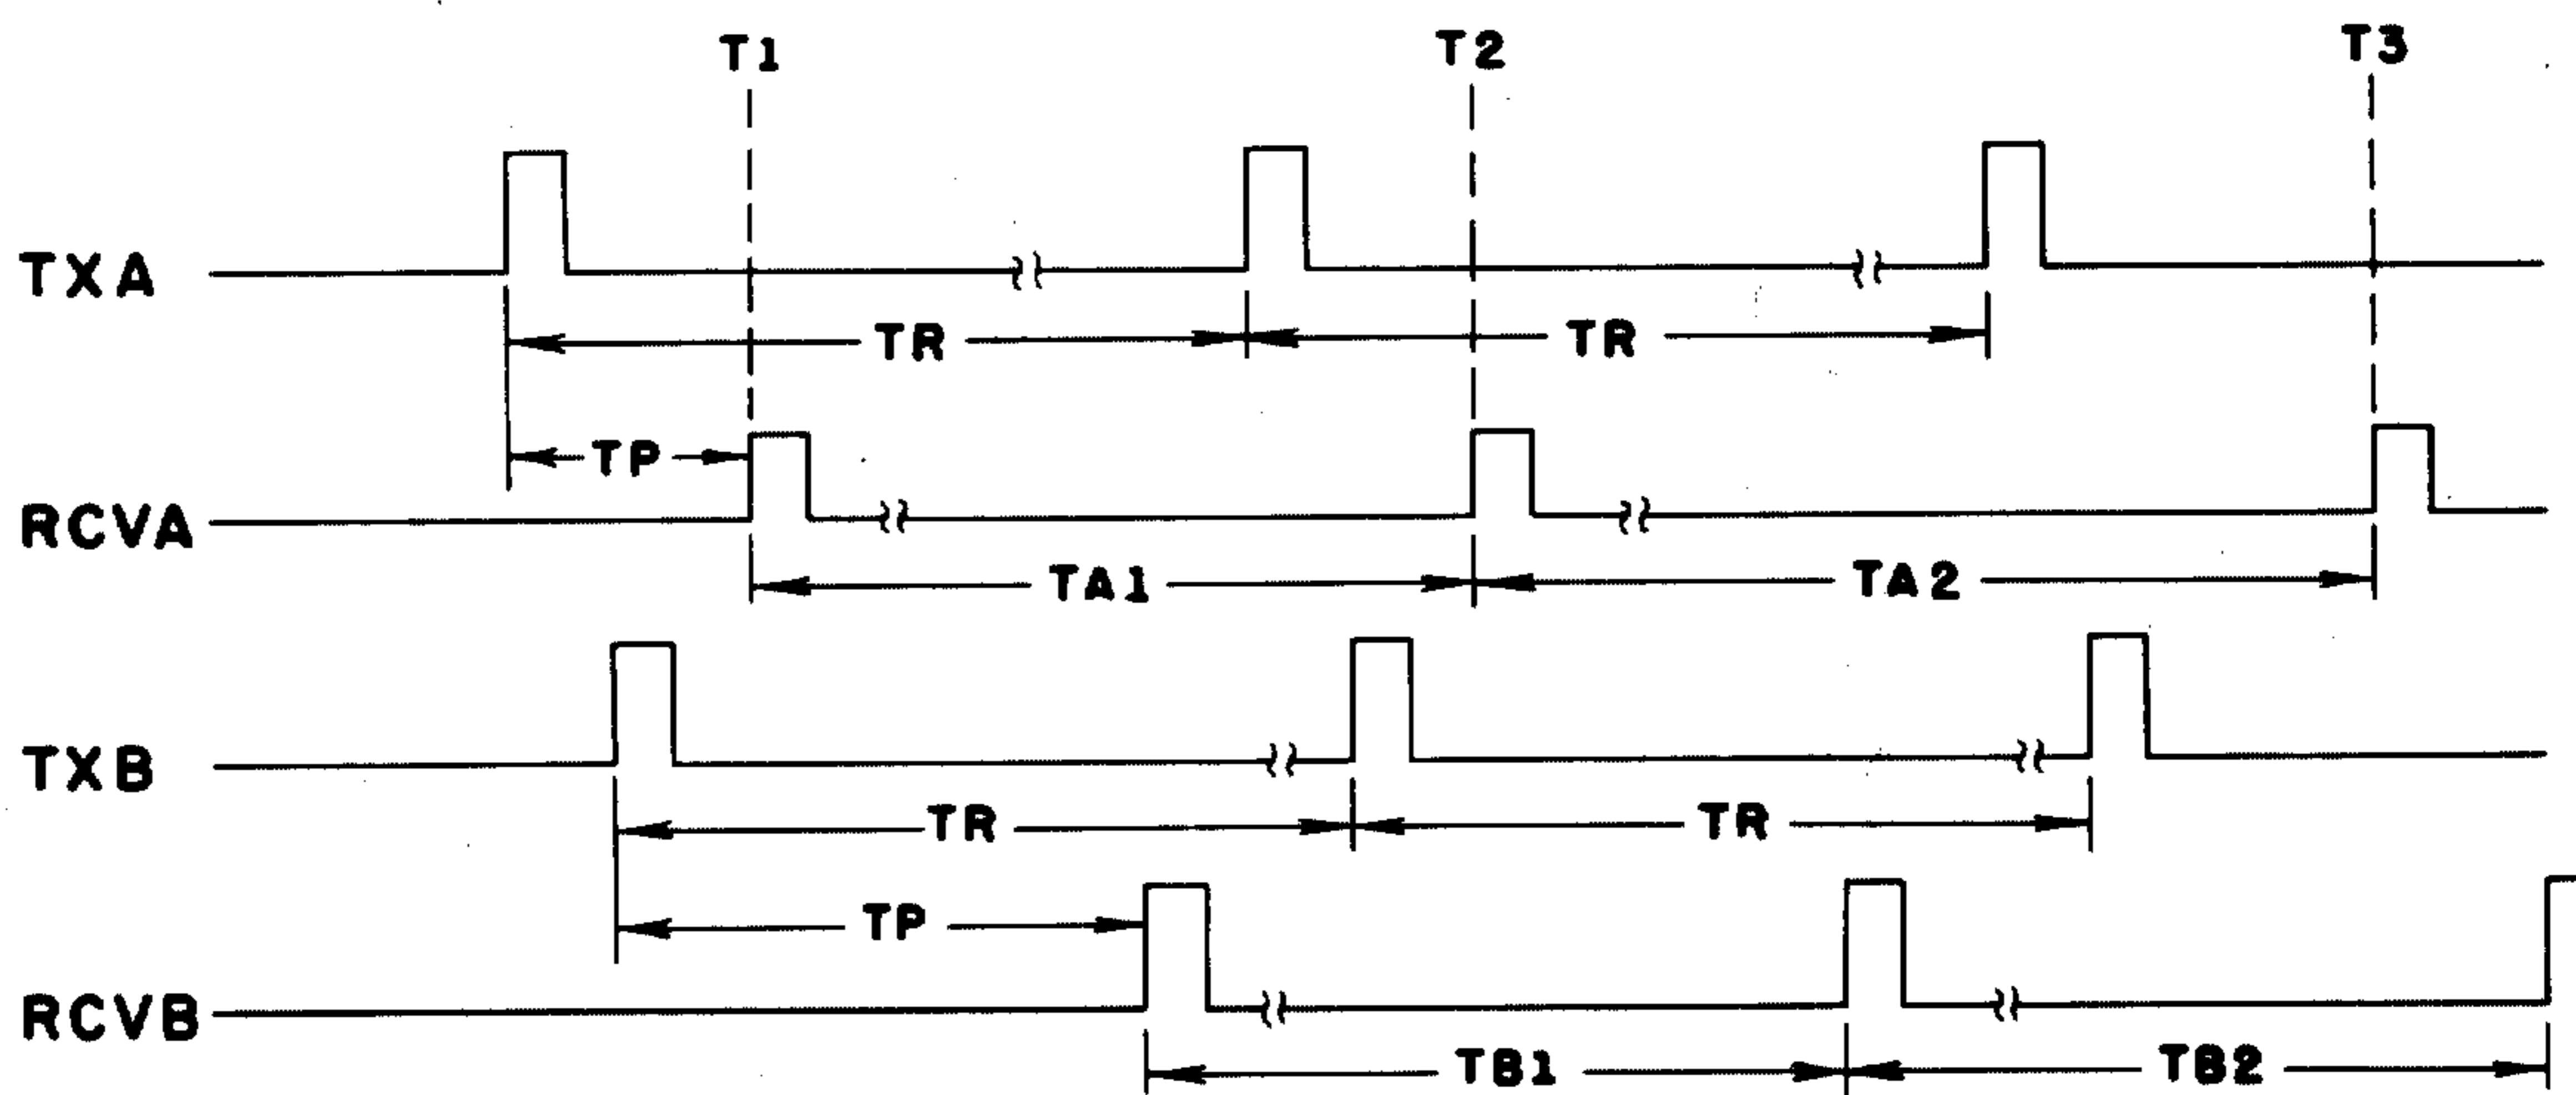 T1 T2 T3
TXA
TR TR
TP
RCVA
TA1 TA2
TXB
TR TR
TP
RCVB
TB1 TB2